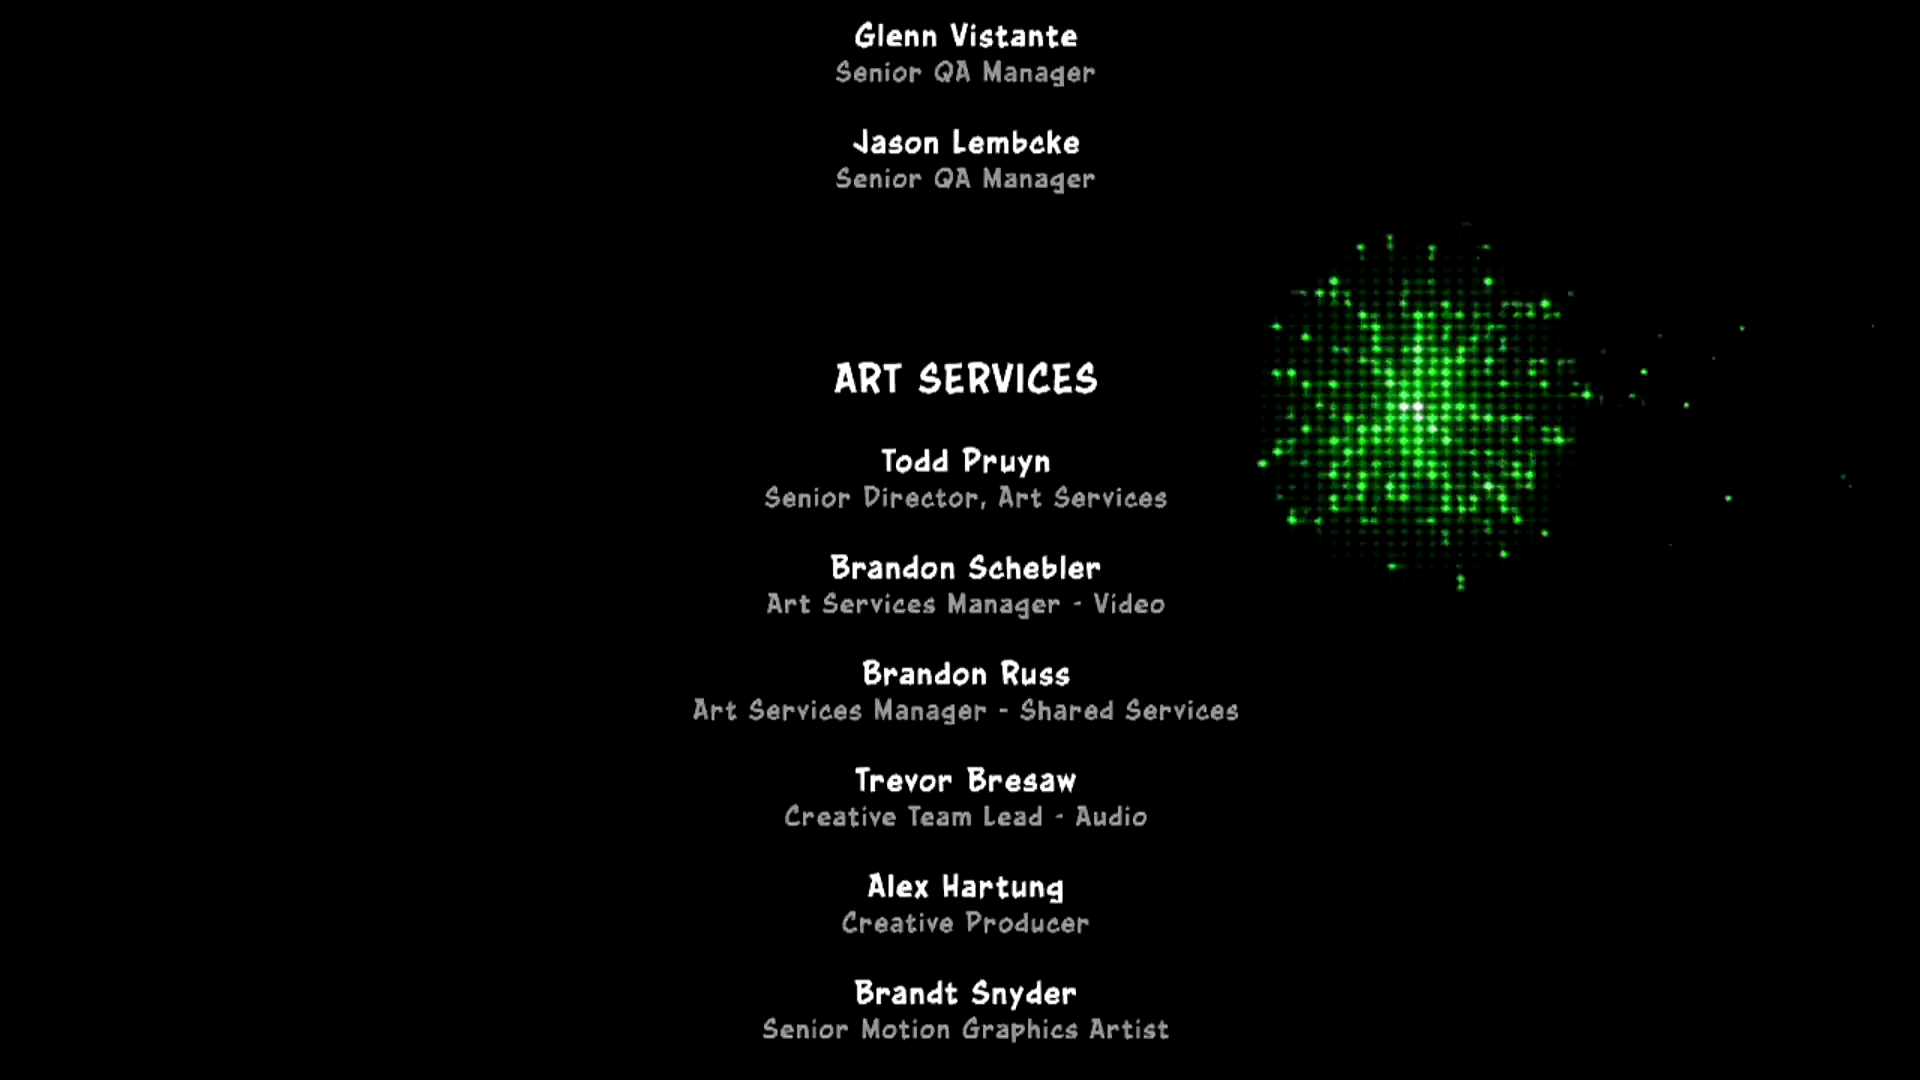 Glenn Vistante
Senior QA Manager
Jason Lembcke
Senior QA Manager
ART SERVICES
Todd Pruyn
Senior Director, Art Services
Brandon Schebler
Art Services Manager - Video
Brandon Russ
Art Services Manager - Shared Services
Trevor Bresaw
Creative Team Lead - Audio
Alex Hartung
Creative Producer
Brandt Snyder
Senior Motion Graphics Artist